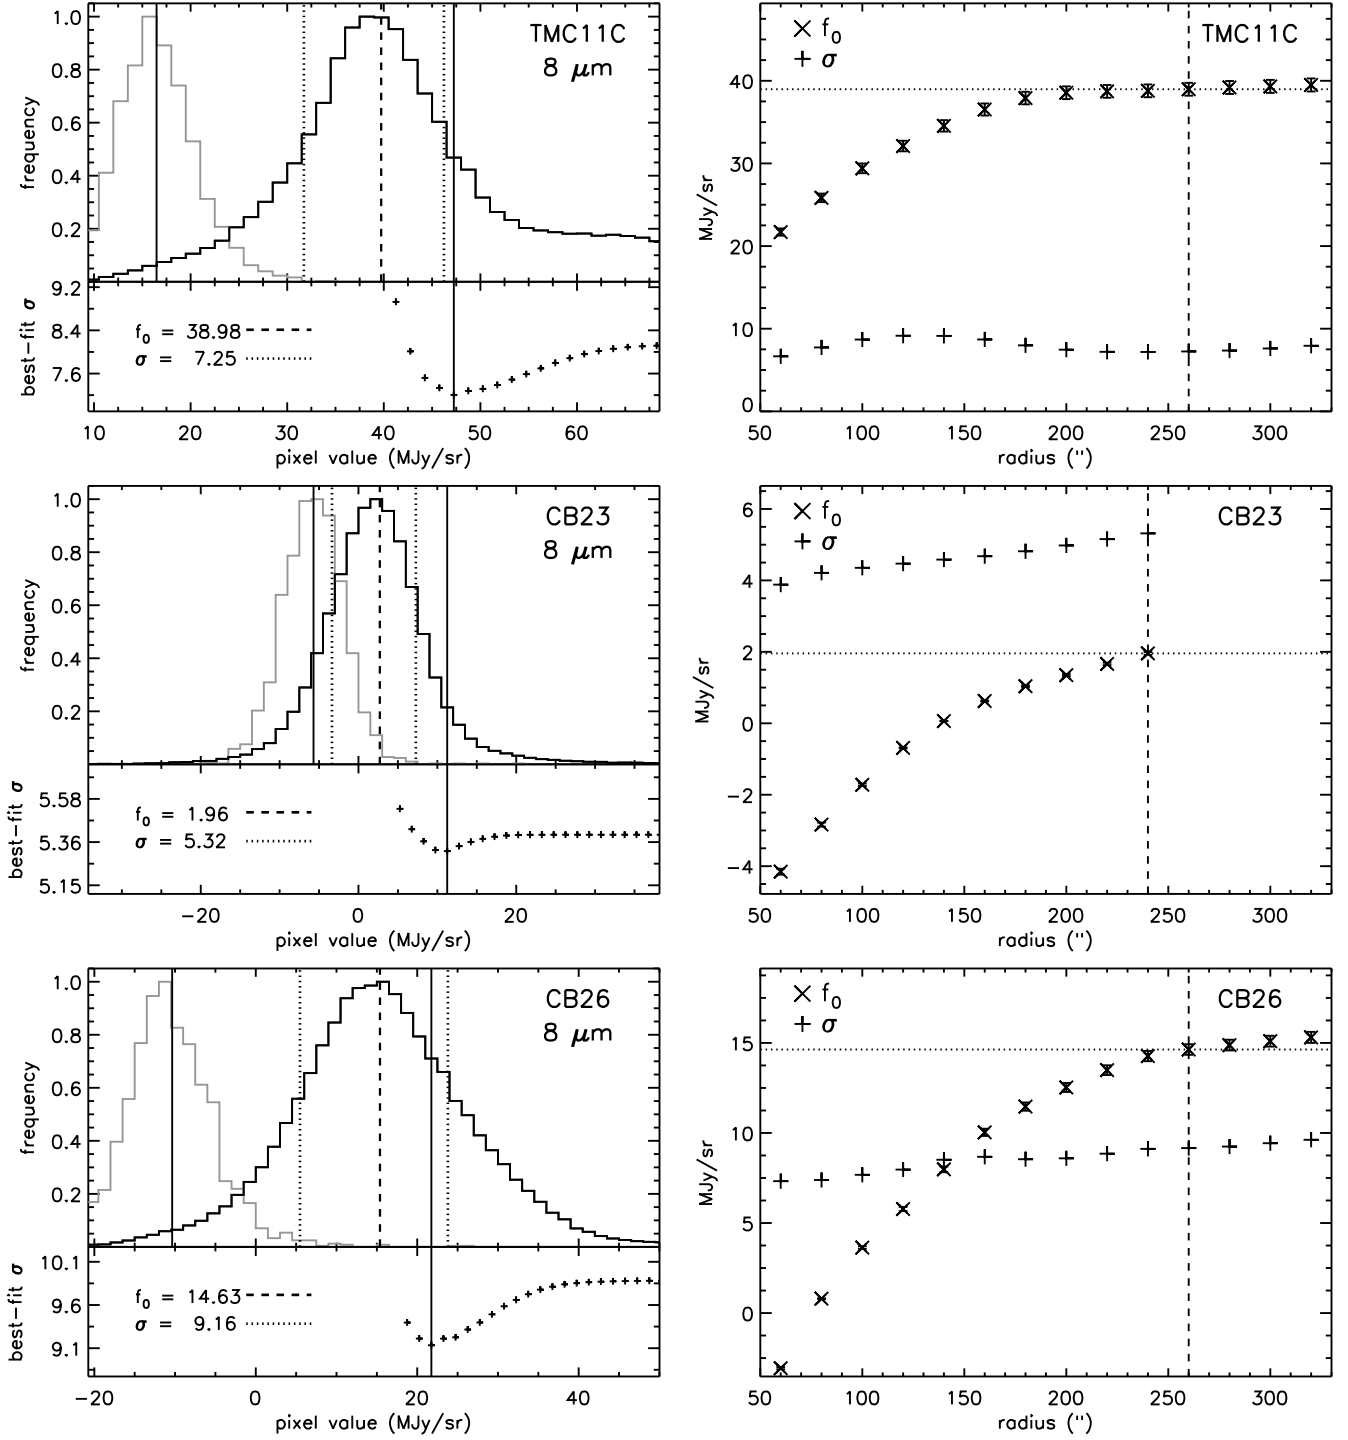 TMC11C
8 μm
frequency
1.0
0.8
0.6
0.4
0.2
best-fit σ
9.2
8.4
7.6
f0 = 38.98
σ = 7.25
10 20 30 40 50 60
pixel value (MJy/sr)
f0
σ
TMC11C
MJy/sr
40
30
20
10
0
50 100 150 200 250 300
radius (")
CB23
8 μm
frequency
1.0
0.8
0.6
0.4
0.2
best-fit σ
5.58
5.36
5.15
f0 = 1.96
σ = 5.32
-20 0 20
pixel value (MJy/sr)
f0
σ
CB23
MJy/sr
6
4
2
0
-2
-4
50 100 150 200 250 300
radius (")
CB26
8 μm
frequency
1.0
0.8
0.6
0.4
0.2
best-fit σ
10.1
9.6
9.1
f0 = 14.63
σ = 9.16
-20 0 20 40
pixel value (MJy/sr)
f0
σ
CB26
MJy/sr
15
10
5
0
50 100 150 200 250 300
radius (")